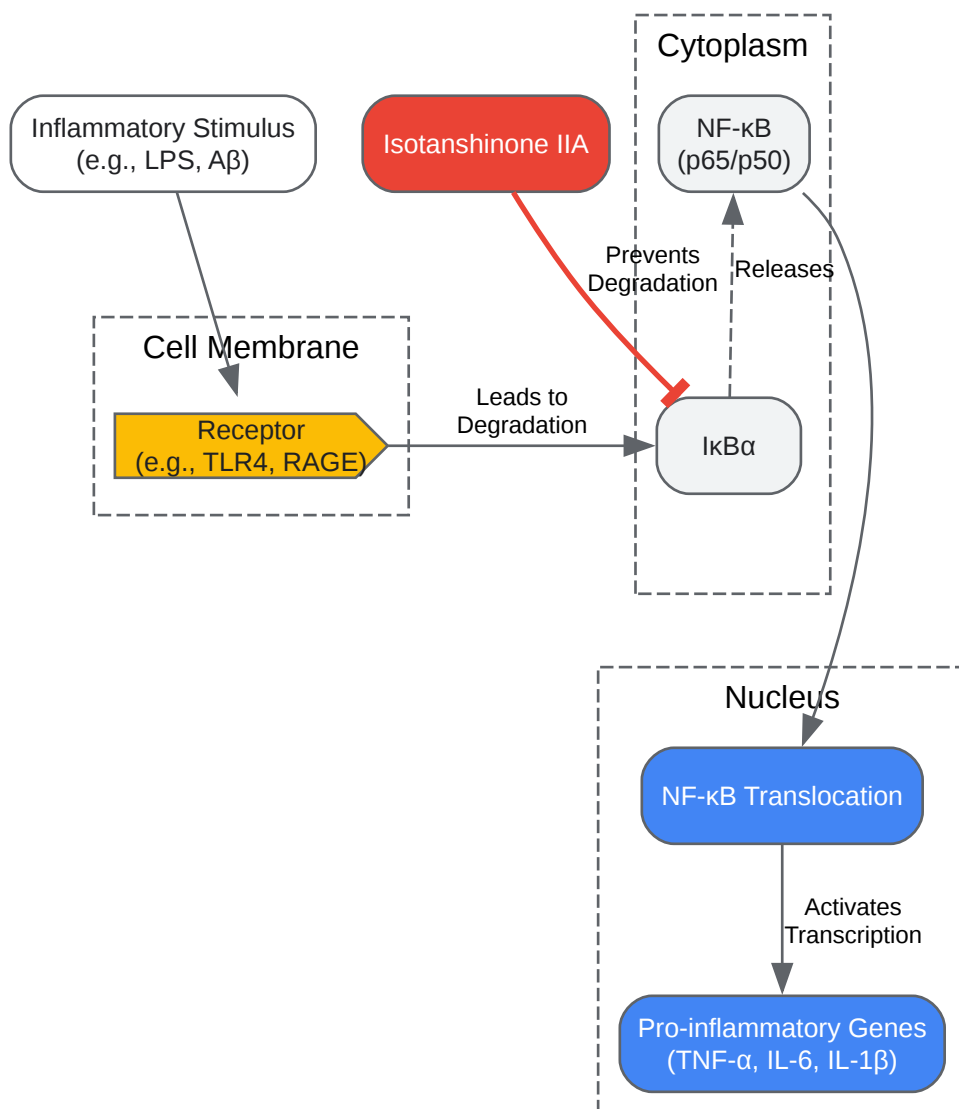 Cytoplasm
Inflammatory Stimulus
(e.g., LPS, Aβ)
Isotanshinone IIA
NF-κB
(p65/p50)
Prevents
Degradation
Releases
Cell Membrane
Receptor
(e.g., TLR4, RAGE)
Leads to
Degradation
IκBα
Nucleus
NF-κB Translocation
Activates
Transcription
Pro-inflammatory Genes
(TNF-α, IL-6, IL-1β)